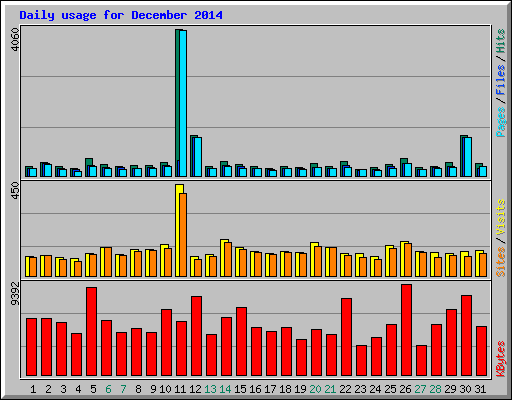 Daily usage for December 2014
4060
Pages / Files / Hits
450
Sites / Visits
9392
KBytes
1 2 3 4 5 6 7 8 9 10 11 12 13 14 15 16 17 18 19 20 21 22 23 24 25 26 27 28 29 30 31